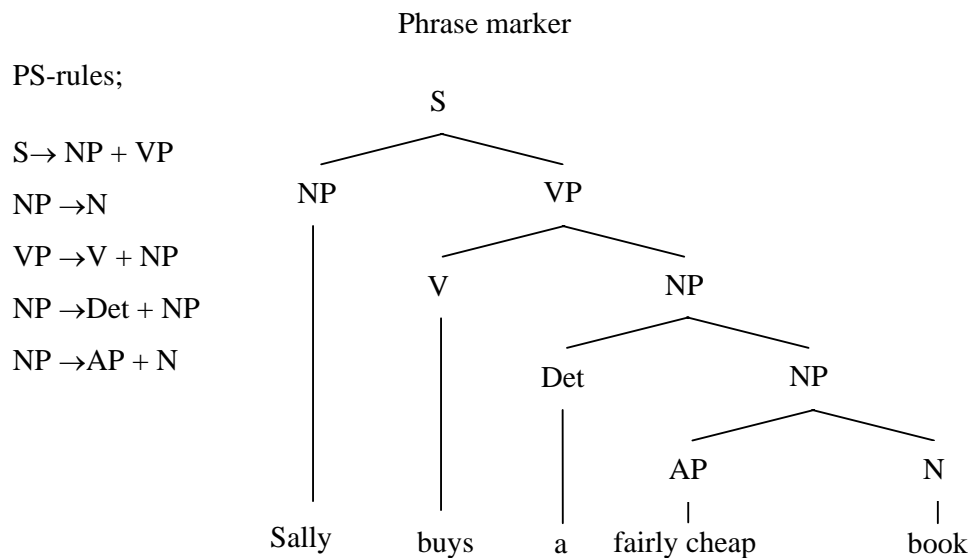 Phrase marker
PS-rules;
S→ NP + VP
NP →N
VP →V + NP
NP →Det + NP
NP →AP + N
S
NP VP
V NP
Det NP
AP N
Sally buys a fairly cheap book